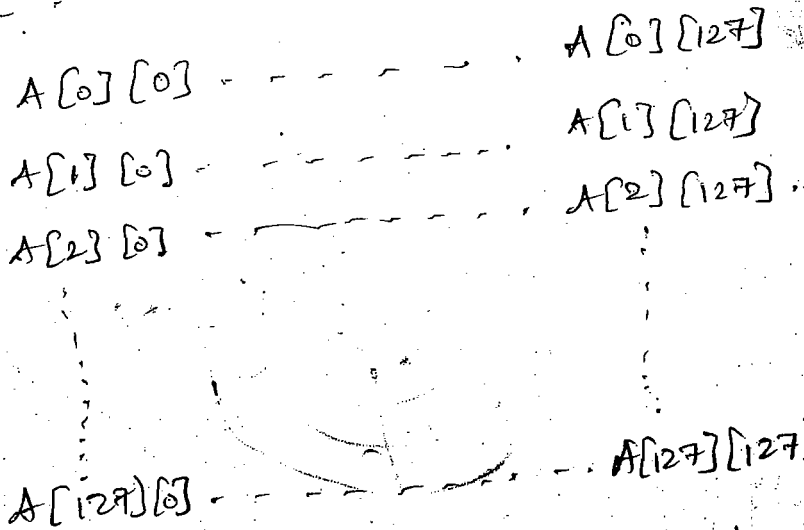 A[0][0] - - - - - - A[0][127]
A[1][0] - - - - - - A[1][127]
A[2][0] - - - - - - A[2][127]
A[127][0] - - - - - - A[127][127